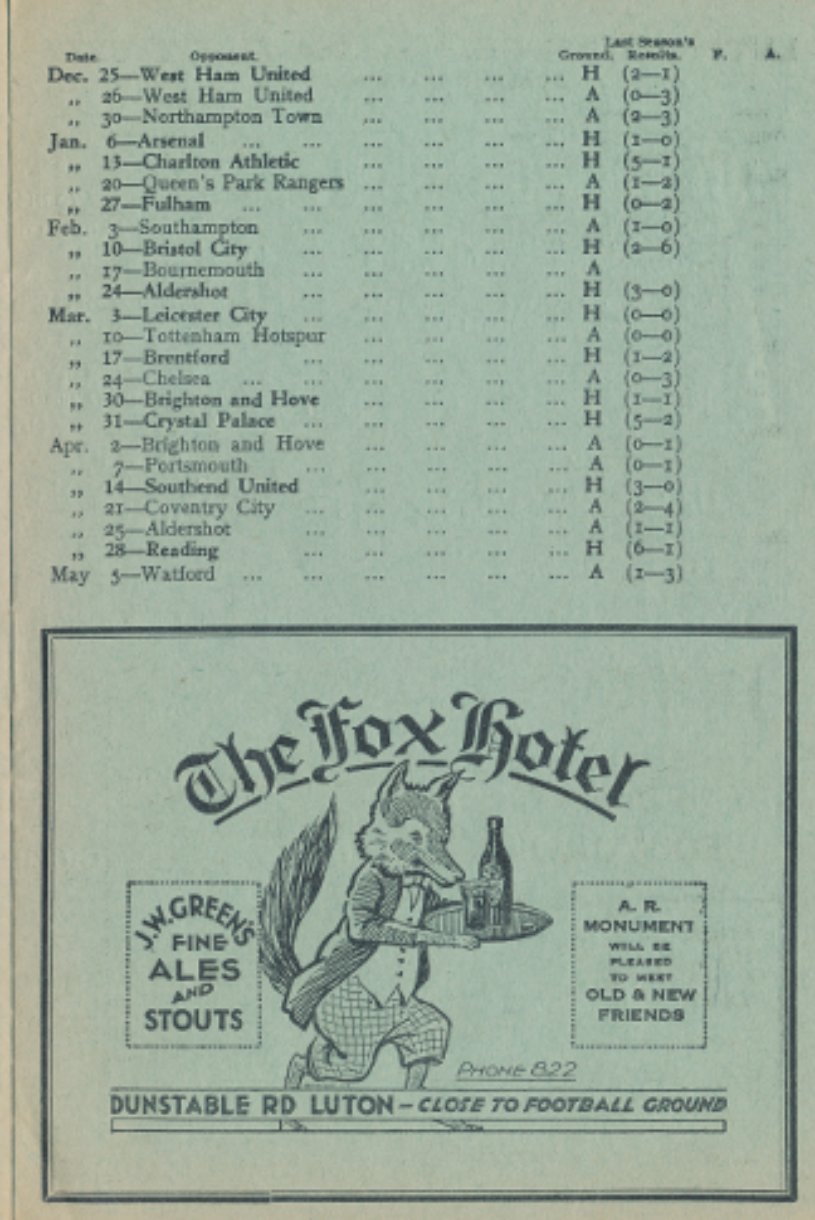 Last Season's
Date. Opponent. Ground. Results. F. A.
Dec. 25—West Ham United ... ... ... ... H (2—1)
„ 26—West Ham United ... ... ... ... A (0—3)
„ 30—Northampton Town ... ... ... ... A (2—3)
Jan. 6—Arsenal ... ... ... ... ... ... H (1—0)
„ 13—Charlton Athletic ... ... ... ... H (5—1)
„ 20—Queen's Park Rangers ... ... ... ... A (1—2)
„ 27—Fulham ... ... ... ... ... ... H (0—2)
Feb. 3—Southampton ... ... ... ... ... A (1—0)
„ 10—Bristol City ... ... ... ... ... H (2—6)
„ 17—Bournemouth ... ... ... ... ... A
„ 24—Aldershot ... ... ... ... ... H (3—0)
Mar. 3—Leicester City ... ... ... ... ... H (0—0)
„ 10—Tottenham Hotspur ... ... ... ... A (0—0)
„ 17—Brentford ... ... ... ... ... H (1—2)
„ 24—Chelsea ... ... ... ... ... ... A (0—3)
„ 30—Brighton and Hove ... ... ... ... H (1—1)
„ 31—Crystal Palace ... ... ... ... ... H (5—2)
Apr. 2—Brighton and Hove ... ... ... ... A (0—1)
„ 7—Portsmouth ... ... ... ... ... A (0—1)
„ 14—Southend United ... ... ... ... H (3—0)
„ 21—Coventry City ... ... ... ... ... A (2—4)
„ 25—Aldershot ... ... ... ... ... A (1—1)
„ 28—Reading ... ... ... ... ... H (6—1)
May 5—Watford ... ... ... ... ... ... A (1—3)
The Fox Hotel
J.W.GREEN'S
FINE
ALES
AND
STOUTS
A. R.
MONUMENT
WILL BE
PLEASED
TO MEET
OLD & NEW
FRIENDS
PHONE 822
DUNSTABLE RD LUTON – CLOSE TO FOOTBALL GROUND